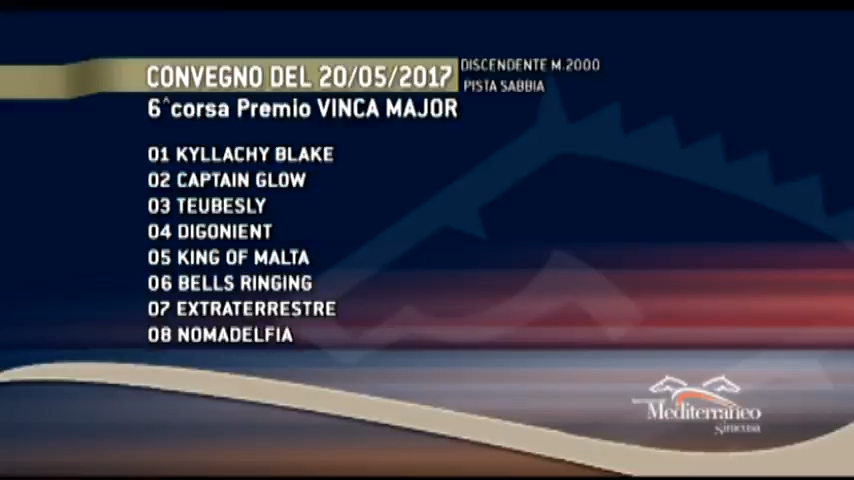 CONVEGNO DEL 20/05/2017
DISCENDENTE M.2000
PISTA SABBIA
6^corsa Premio VINCA MAJOR
01 KYLLACHY BLAKE
02 CAPTAIN GLOW
03 TEUBESLY
04 DIGONIENT
05 KING OF MALTA
06 BELLS RINGING
07 EXTRATERRESTRE
08 NOMADELFIA
Mediterraneo
Siracusa